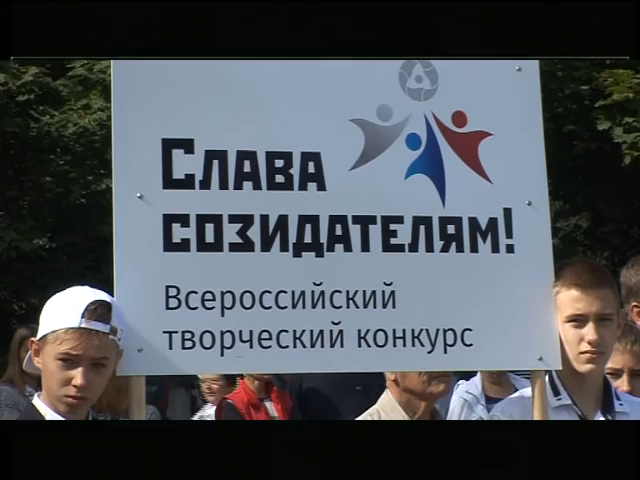 Слава
созидателям!
Всероссийский
творческий конкурс